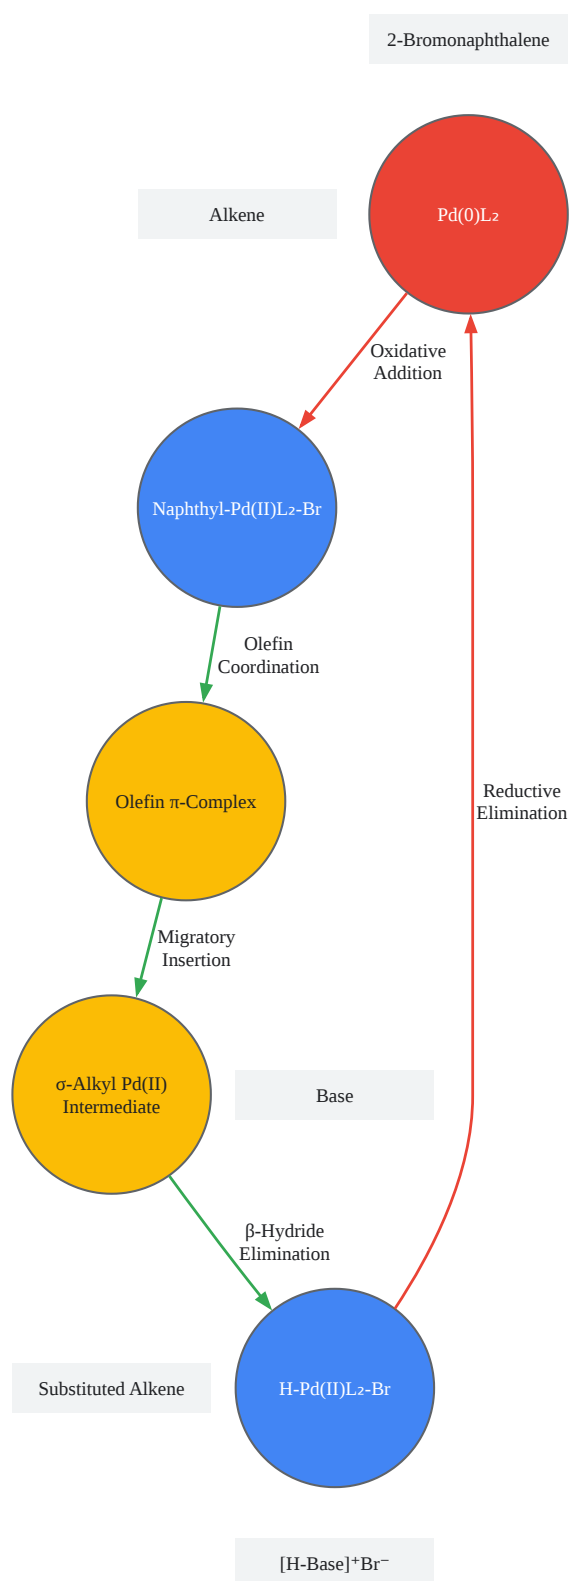 2-Bromonaphthalene
Alkene
Pd(0)L₂
Oxidative
Addition
Naphthyl-Pd(II)L₂-Br
Olefin
Coordination
Olefin π-Complex
Reductive
Elimination
Migratory
Insertion
σ-Alkyl Pd(II)
Intermediate
Base
β-Hydride
Elimination
Substituted Alkene
H-Pd(II)L₂-Br
[H-Base]⁺Br⁻